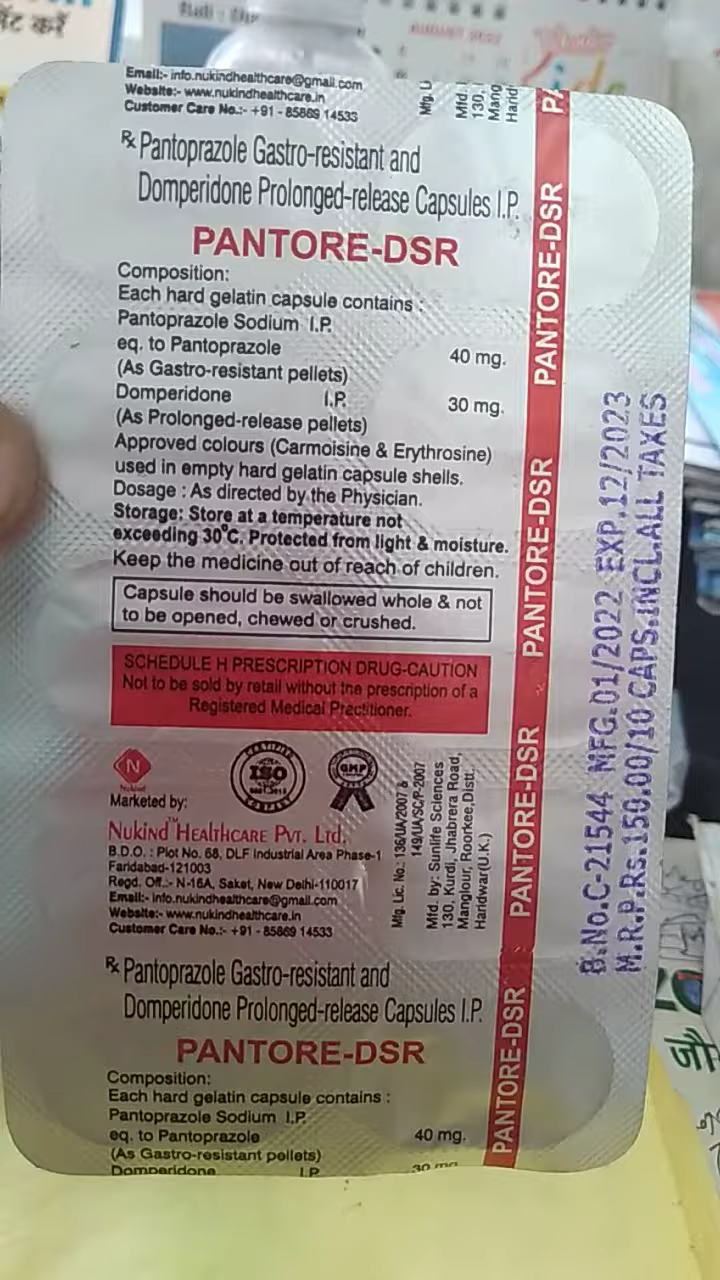 ेंट करें
AUGUST 2022
Email:- info.nukindhealthcare@gmail.com
Website:- www.nukindhealthcare.in
Customer Care No.:- +91 - 85869 14533
Mfg. L
Mfd.
130,
Mang
Harid
Rx Pantoprazole Gastro-resistant and
Domperidone Prolonged-release Capsules I.P.
PANTORE-DSR
Composition:
Each hard gelatin capsule contains :
Pantoprazole Sodium I.P.
eq. to Pantoprazole 40 mg.
(As Gastro-resistant pellets)
Domperidone I.P. 30 mg.
(As Prolonged-release pellets)
Approved colours (Carmoisine & Erythrosine)
used in empty hard gelatin capsule shells.
Dosage : As directed by the Physician.
Storage: Store at a temperature not
exceeding 30°C. Protected from light & moisture.
Keep the medicine out of reach of children.
Capsule should be swallowed whole & not
to be opened, chewed or crushed.
SCHEDULE H PRESCRIPTION DRUG-CAUTION
Not to be sold by retail without the prescription of a
Registered Medical Practitioner.
N
Nukind
ISO
GMP
Marketed by:
NUKIND™ HEALTHCARE PVT. LTD.
B.D.O. : Plot No. 68, DLF Industrial Area Phase-1
Faridabad-121003
Regd. Off.:- N-16A, Saket, New Delhi-110017
Email:- info.nukindhealthcare@gmail.com
Website:- www.nukindhealthcare.in
Customer Care No.:- +91 - 85869 14533
Mfg. Lic. No.: 136/UA/2007 &
149/UA/SC/P-2007
Mfd. by: Sunlife Sciences
130, Kurdi, Jhabrera Road,
Manglour, Roorkee,Distt.
Haridwar(U.K.)
Rx Pantoprazole Gastro-resistant and
Domperidone Prolonged-release Capsules I.P.
PANTORE-DSR
Composition:
Each hard gelatin capsule contains :
Pantoprazole Sodium I.P.
eq. to Pantoprazole 40 mg.
(As Gastro-resistant pellets)
Domperidone I.P. 30 mg
PA
PANTORE-DSR
PANTORE-DSR
PANTORE-DSR
PANTORE-DSR
B.No.C-21544 MFG.01/2022 EXP.12/2023
M.R.P.Rs.150.00/10 CAPS.INCL.ALL TAXES